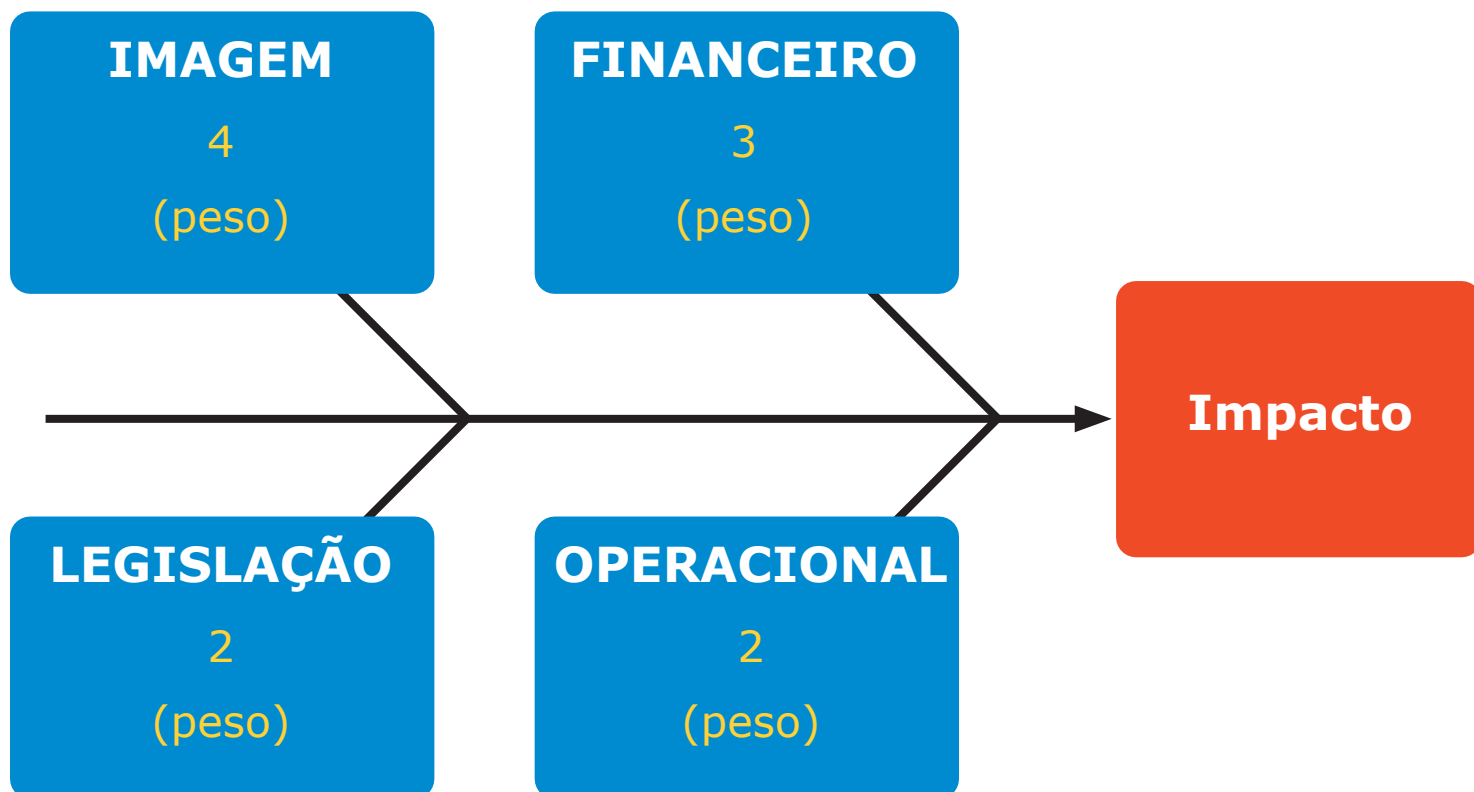 IMAGEM
4
(peso)
FINANCEIRO
3
(peso)
Impacto
LEGISLAÇÃO
2
(peso)
OPERACIONAL
2
(peso)